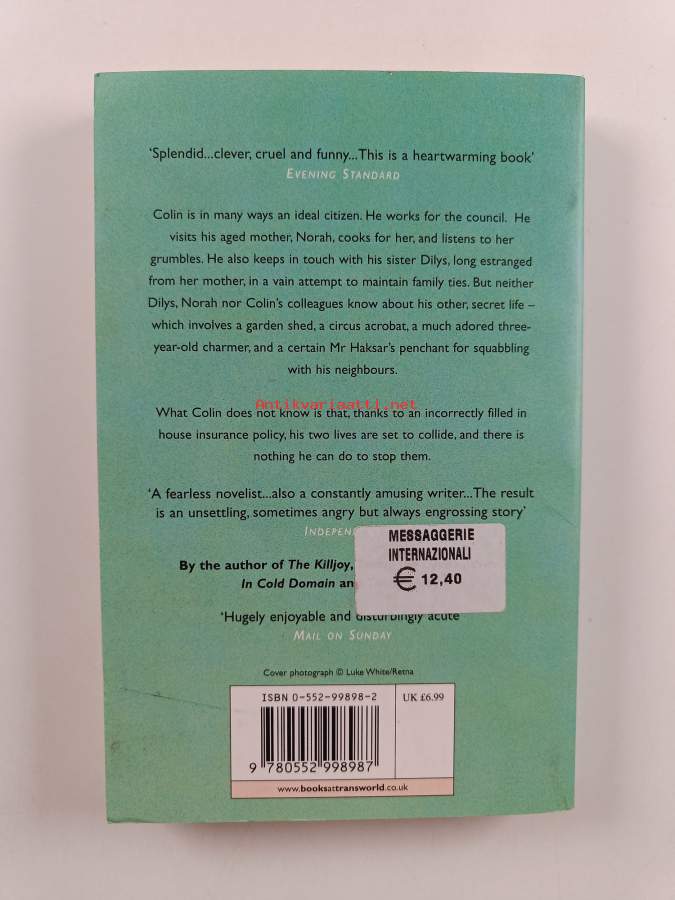 ‘Splendid...clever, cruel and funny...This is a heartwarming book’
EVENING STANDARD
Colin is in many ways an ideal citizen. He works for the council. He
visits his aged mother, Norah, cooks for her, and listens to her
grumbles. He also keeps in touch with his sister Dilys, long estranged
from her mother, in a vain attempt to maintain family ties. But neither
Dilys, Norah nor Colin’s colleagues know about his other, secret life –
which involves a garden shed, a circus acrobat, a much adored three-
year-old charmer, and a certain Mr Haksar’s penchant for squabbling
with his neighbours.
Antikvariaatti.net
What Colin does not know is that, thanks to an incorrectly filled in
house insurance policy, his two lives are set to collide, and there is
nothing he can do to stop them.
‘A fearless novelist...also a constantly amusing writer...The result
is an unsettling, sometimes angry but always engrossing story’
INDEPEN
MESSAGGERIE
INTERNAZIONALI
€ 12,40
By the author of The Killjoy,
In Cold Domain an
‘Hugely enjoyable and disturbingly acute’
MAIL ON SUNDAY
Cover photograph © Luke White/Retna
ISBN 0-552-99898-2
UK £6.99
9 780552 998987
www.booksattransworld.co.uk